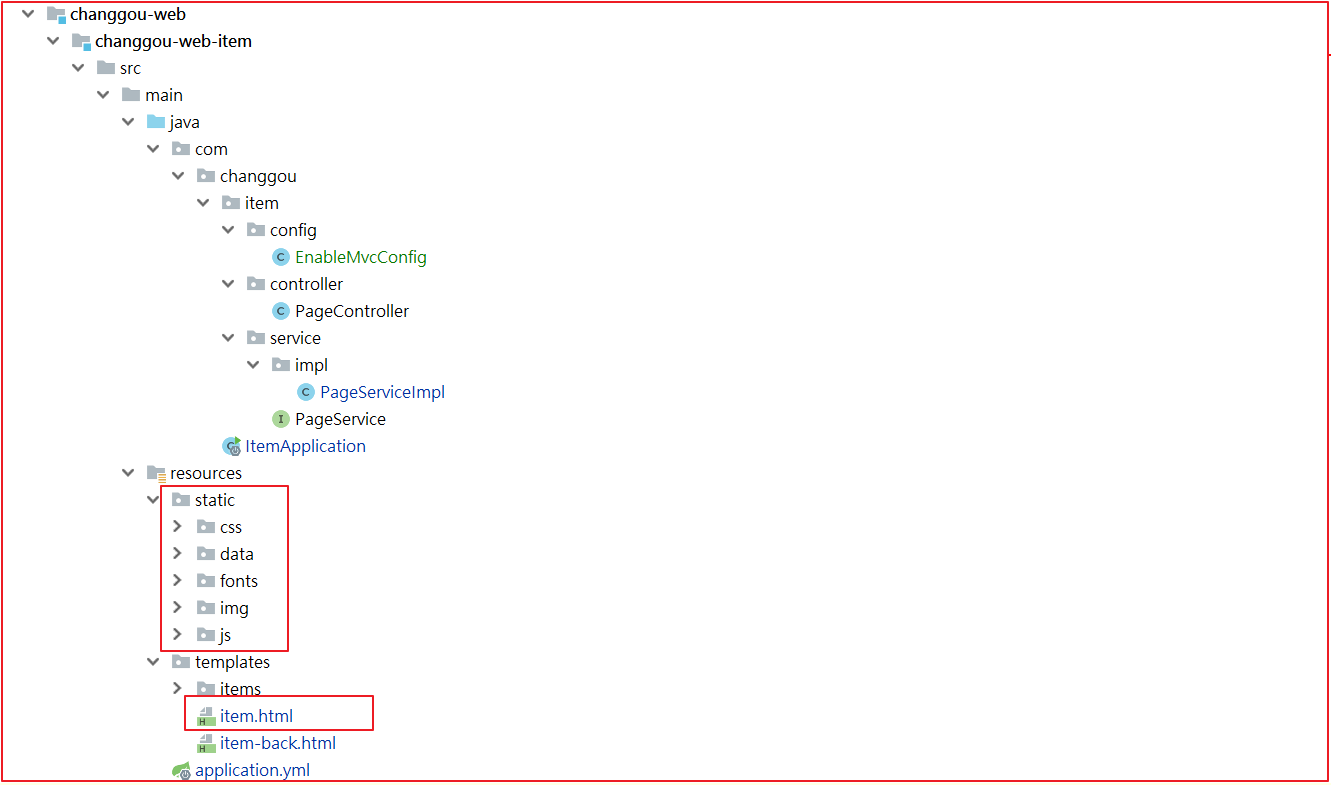 changgou-web
changgou-web-item
src
main
java
com
changgou
item
config
EnableMvcConfig
controller
PageController
service
impl
PageServiceImpl
PageService
ItemApplication
resources
static
css
data
fonts
img
js
templates
items
item.html
item-back.html
application.yml